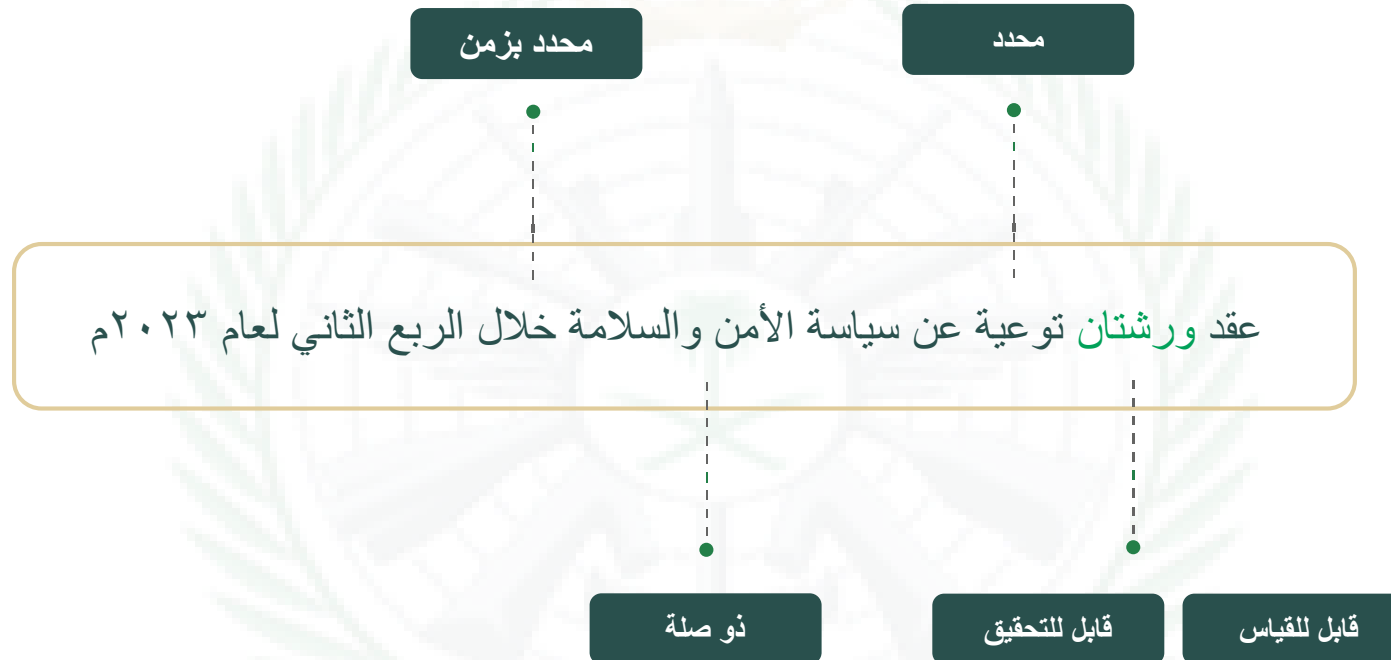 محدد
محدد بزمن
عقد ورشتان توعية عن سياسة الأمن والسلامة خلال الربع الثاني لعام ٢٠٢٣م
قابل للقياس
قابل للتحقيق
ذو صلة